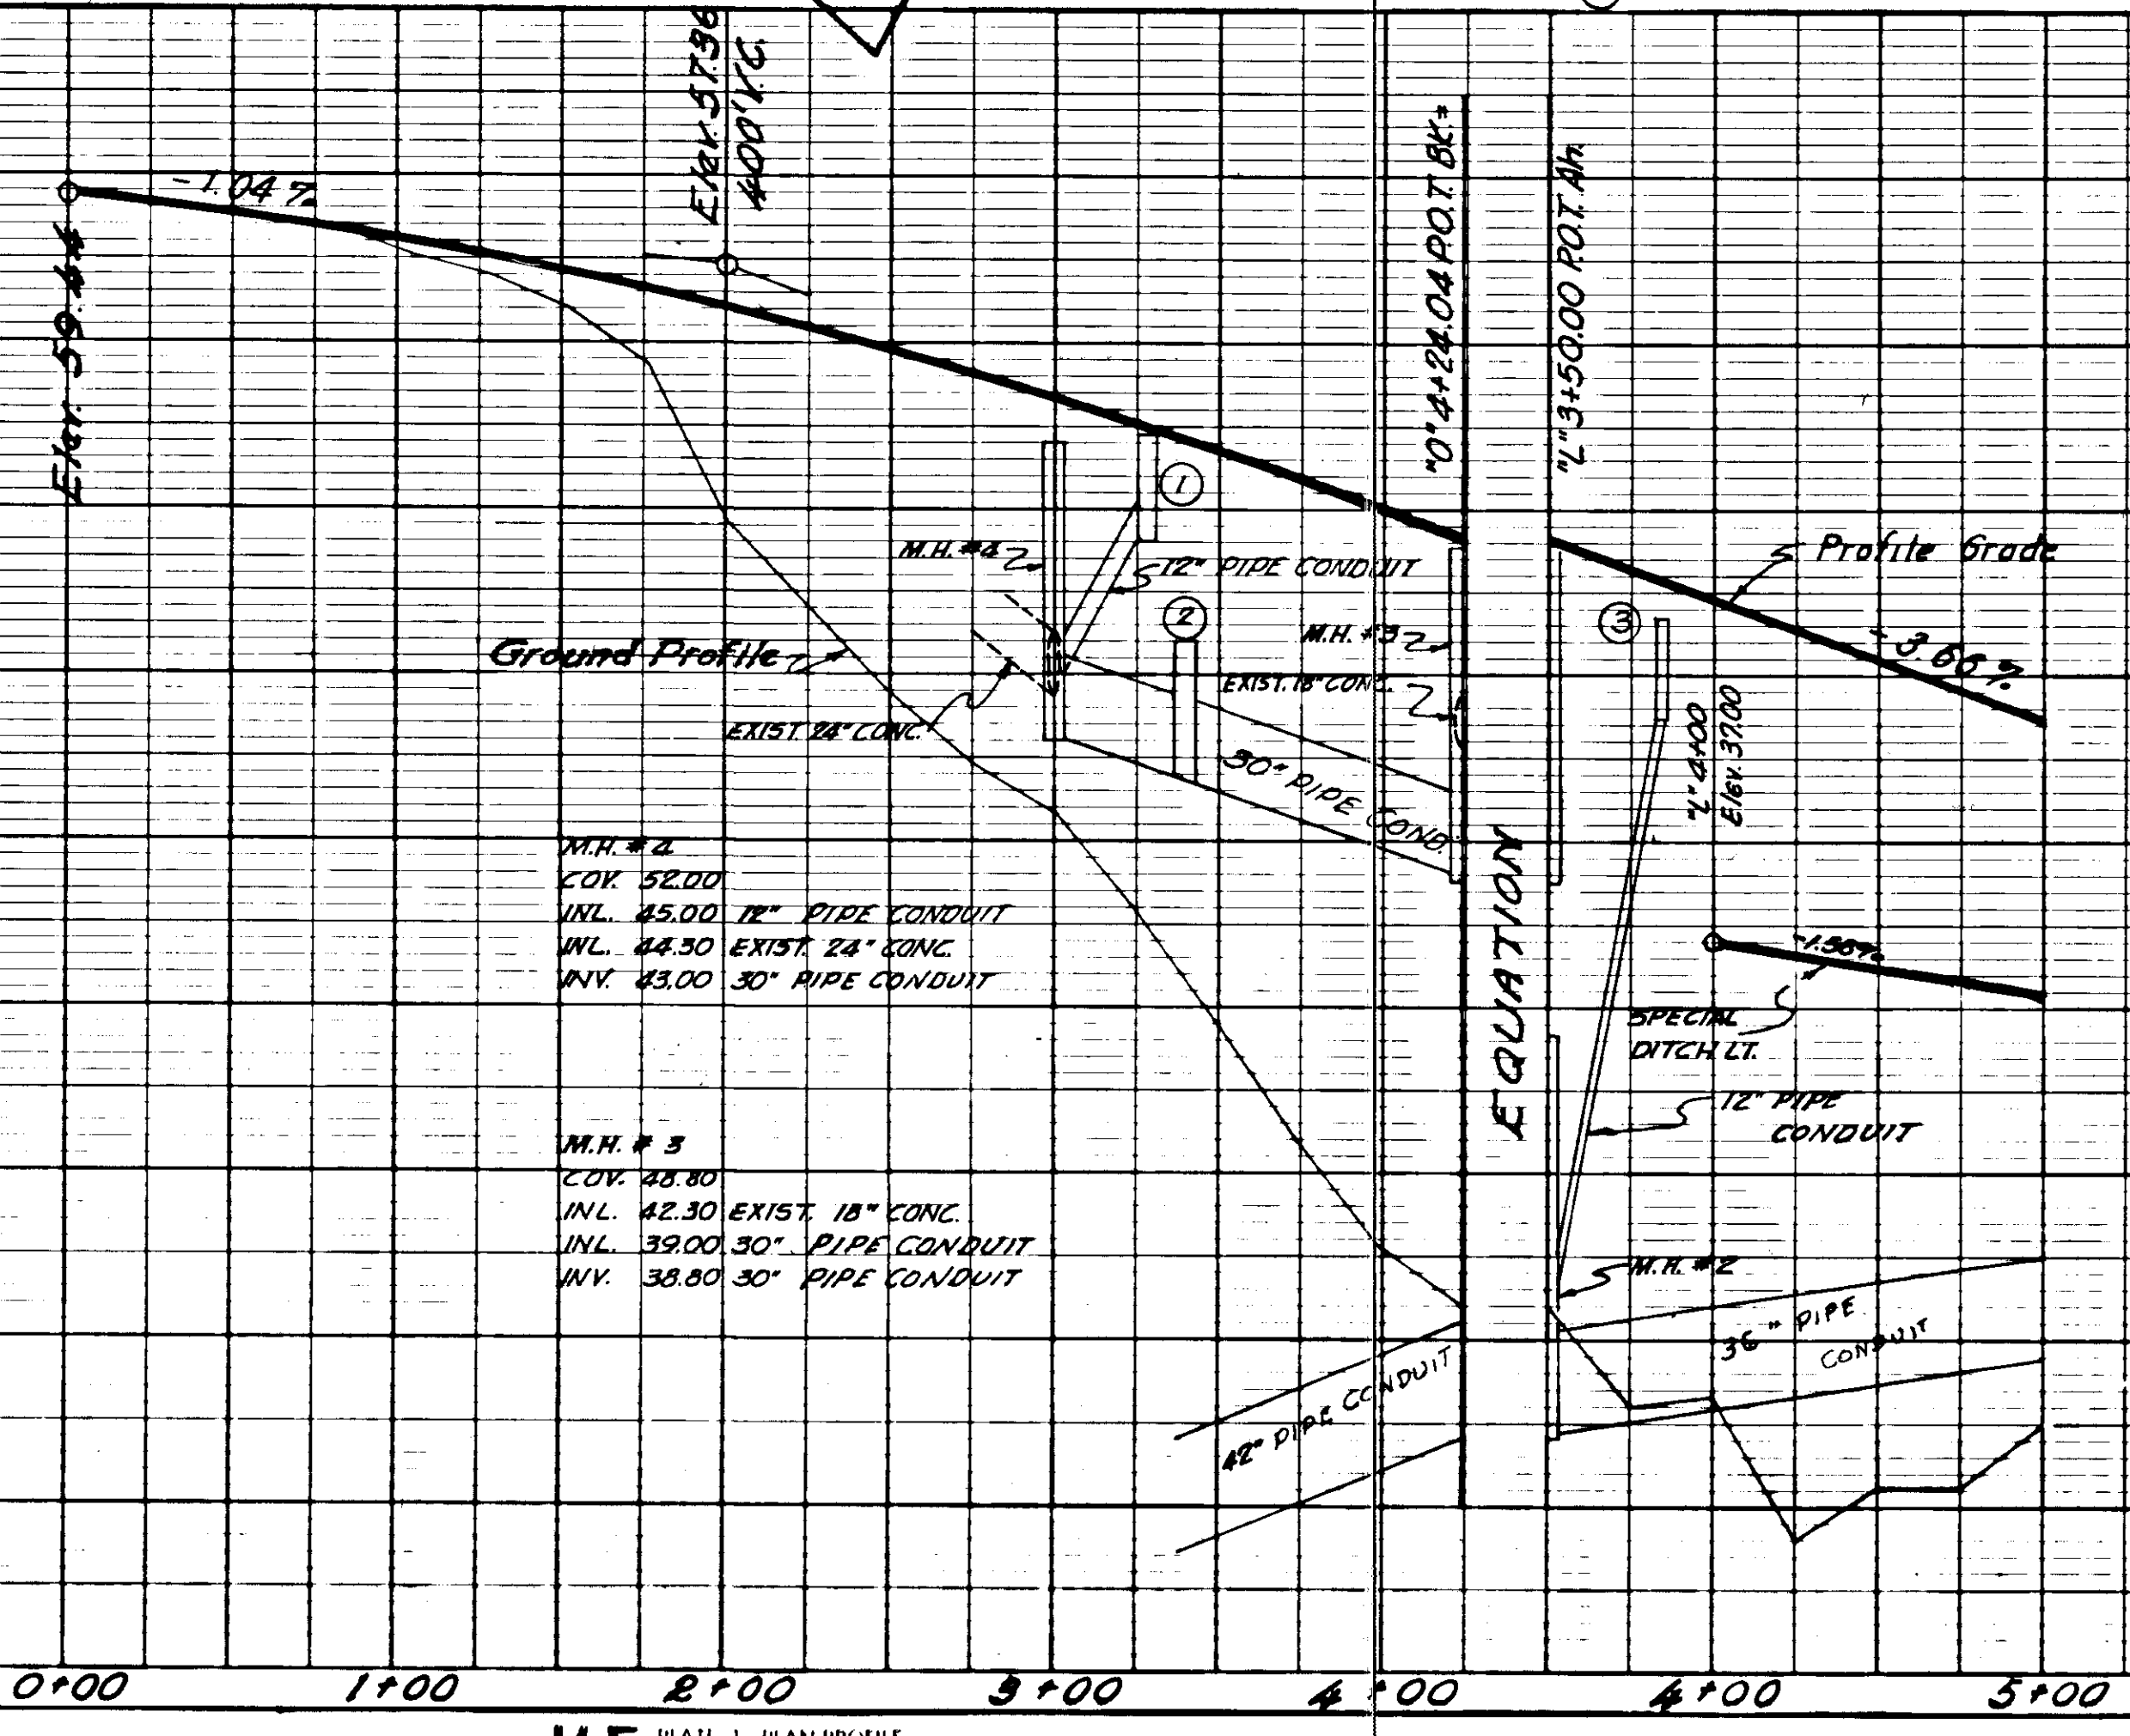 Elev. 57.36
400' V.C.
-1.04 %
Elev. 59.44
"O" 4+24.04 P.O.T. BK.=
"L" 3+50.00 P.O.T. Ah.
1
M.H. #4
12" PIPE CONDUIT
Profile Grade
2
3
M.H. #3
Ground Profile
-3.66 %
EXIST. 18" CONC.
EXIST. 24" CONC.
30" PIPE COND.
"L" 4+00
Elev. 37.00
M.H. #4
COV. 52.00
INL. 45.00 12" PIPE CONDUIT
INL. 44.30 EXIST. 24" CONC.
INV. 43.00 30" PIPE CONDUIT
EQUATION
SPECIAL
DITCH LT.
12" PIPE
CONDUIT
M.H. #3
COV. 48.80
INL. 42.30 EXIST. 18" CONC.
INL. 39.00 30" PIPE CONDUIT
INV. 38.80 30" PIPE CONDUIT
M.H. #2
36" PIPE
CONDUIT
42" PIPE CONDUIT
0+00 1+00 2+00 3+00 4+00 4+00 5+00